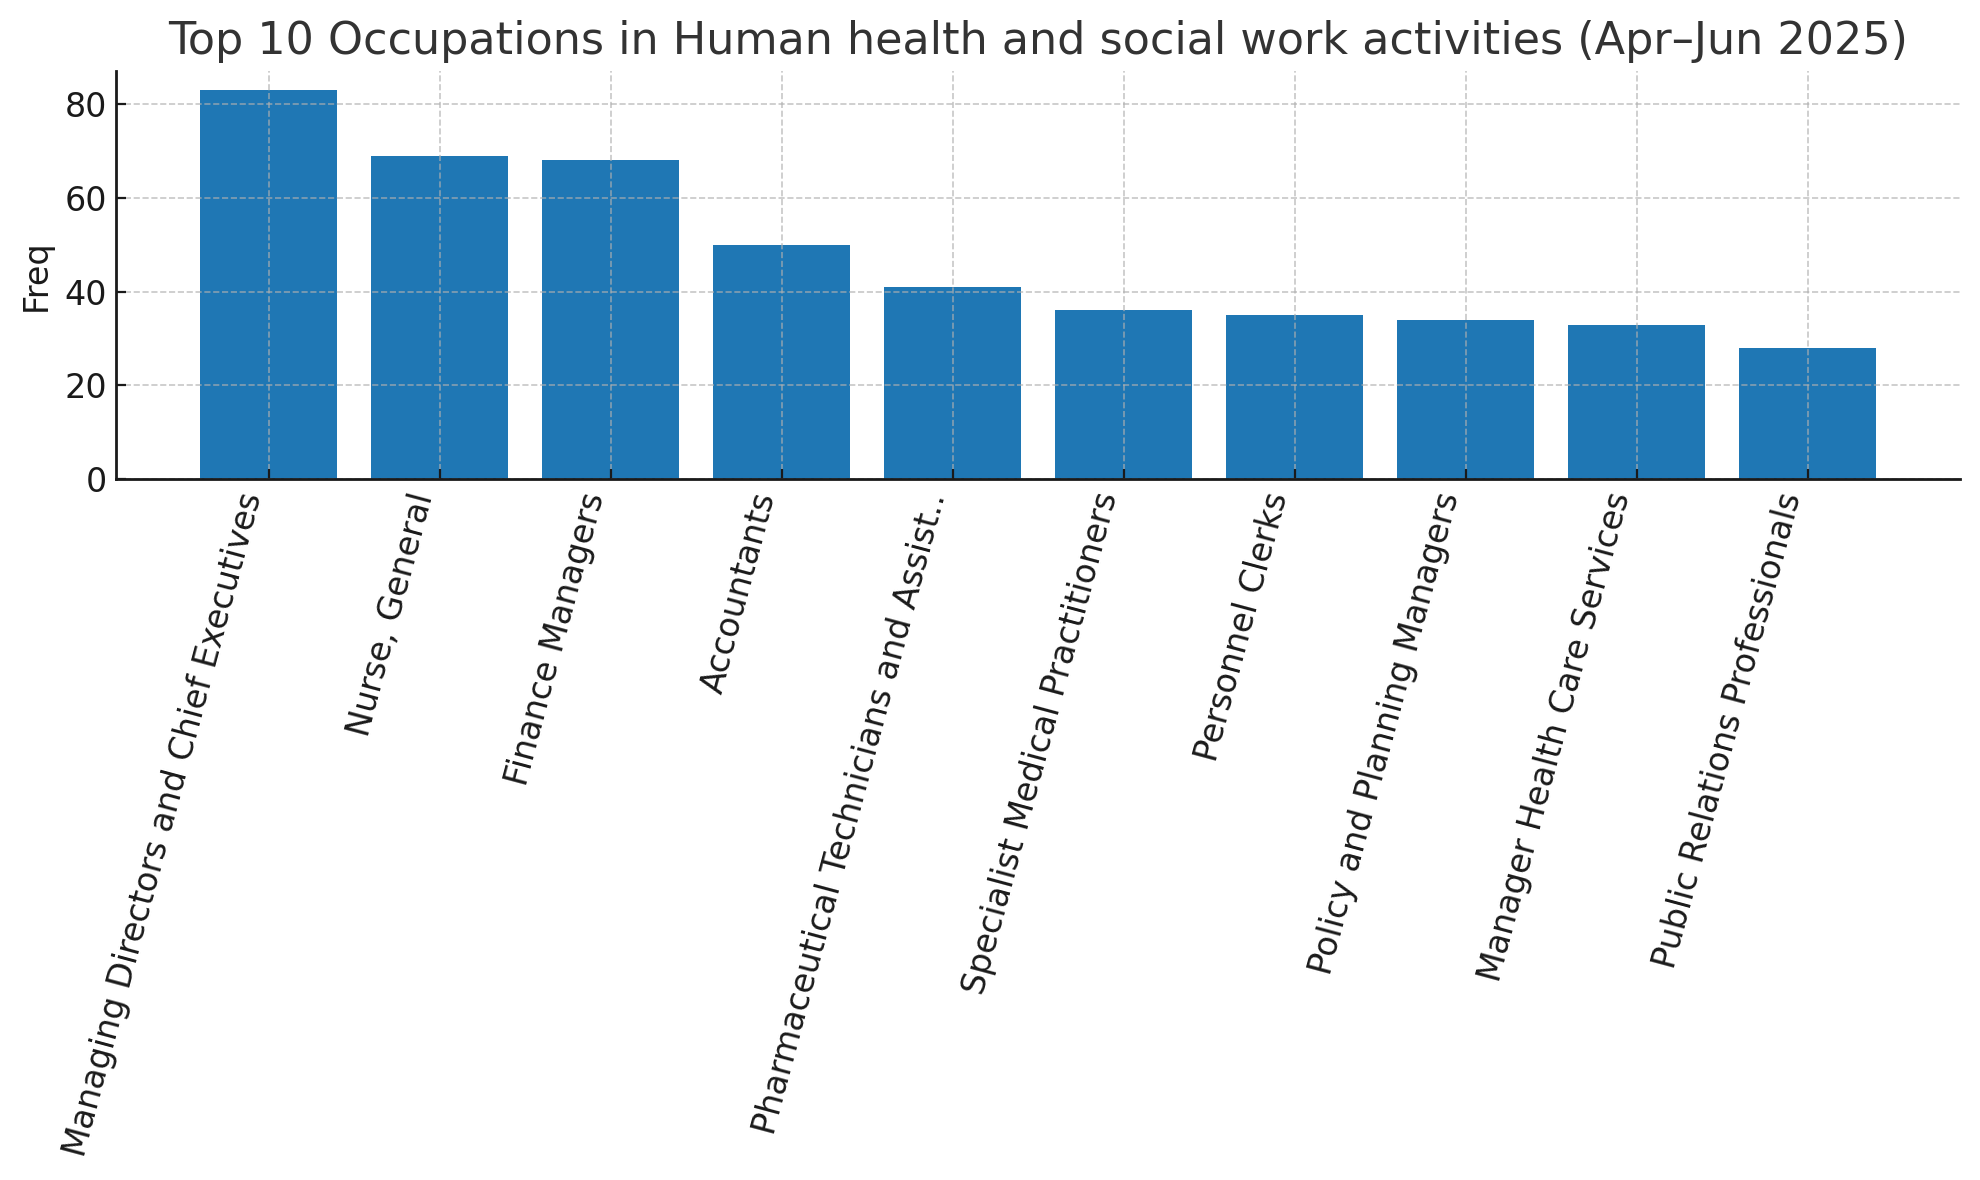 Top 10 Occupations in Human health and social work activities (Apr–Jun 2025)
Freq
80
60
40
20
0
Managing Directors and Chief Executives
Nurse, General
Finance Managers
Accountants
Pharmaceutical Technicians and Assist..
Specialist Medical Practitioners
Personnel Clerks
Policy and Planning Managers
Manager Health Care Services
Public Relations Professionals